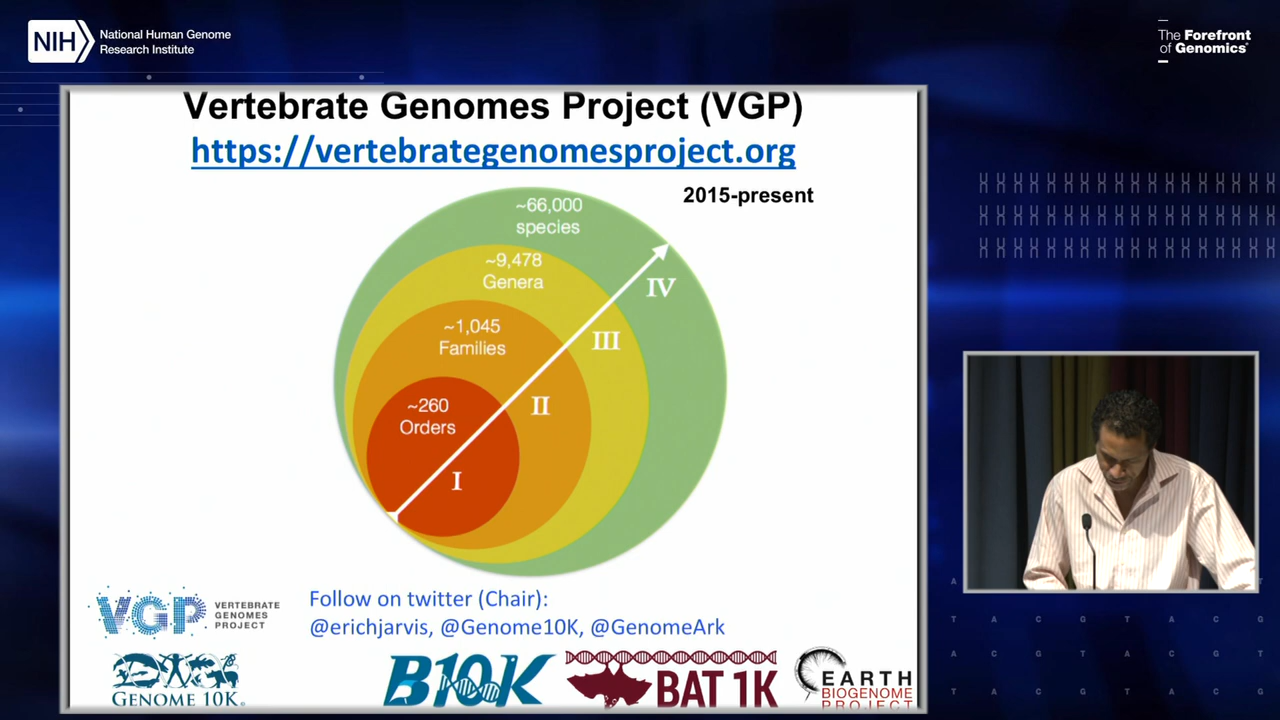 NIH
National Human Genome
Research Institute
The Forefront
of Genomics®
Vertebrate Genomes Project (VGP)
https://vertebrategenomesproject.org
2015-present
~66,000
species
~9,478
Genera
~1,045
Families
~260
Orders
I
II
III
IV
VGP
VERTEBRATE
GENOMES
PROJECT
Follow on twitter (Chair):
@erichjarvis, @Genome10K, @GenomeArk
GENOME 10K
B10K
BAT 1K
EARTH
BIOGENOME
PROJECT
A
T
T A C G T A C G
A C G T A C G
T A C G T A C G